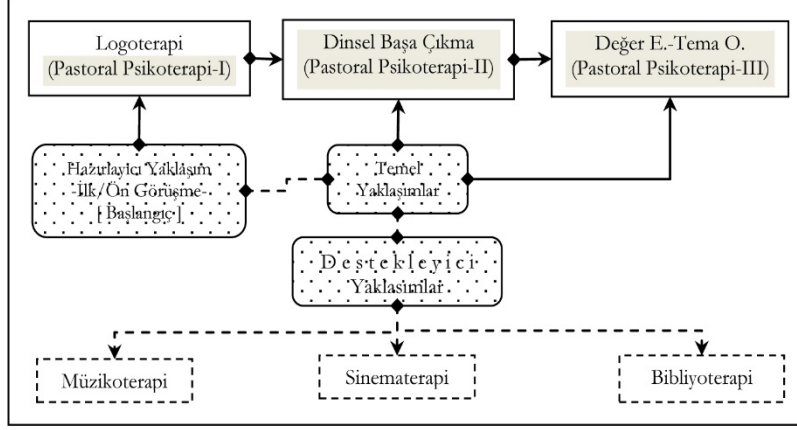 Logoterapi
(Pastoral Psikoterapi-I)
Dinsel Başa Çıkma
(Pastoral Psikoterapi-II)
Değer E.-Tema O.
(Pastoral Psikoterapi-III)
Hazırlayıcı Yaklaşım
-İlk/Ön Görüşme-
[ Başlangıç ]
Temel
Yaklaşımlar
D e s t e k l e y i c i
Yaklaşımlar
Müzikoterapi
Sinematerapi
Bibliyoterapi